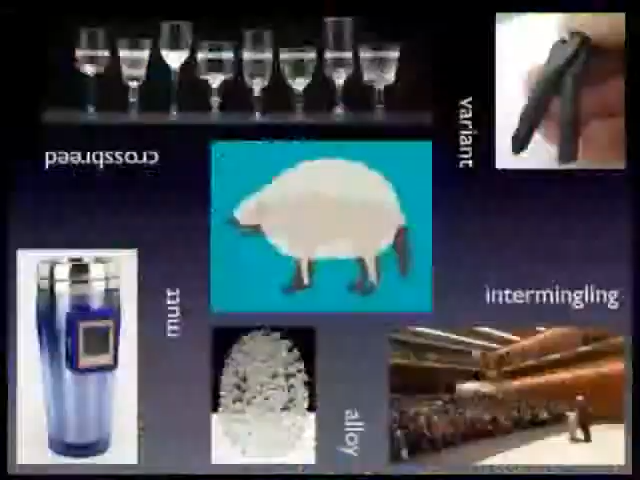 variant
crossbreed
mutt
intermingling
alloy